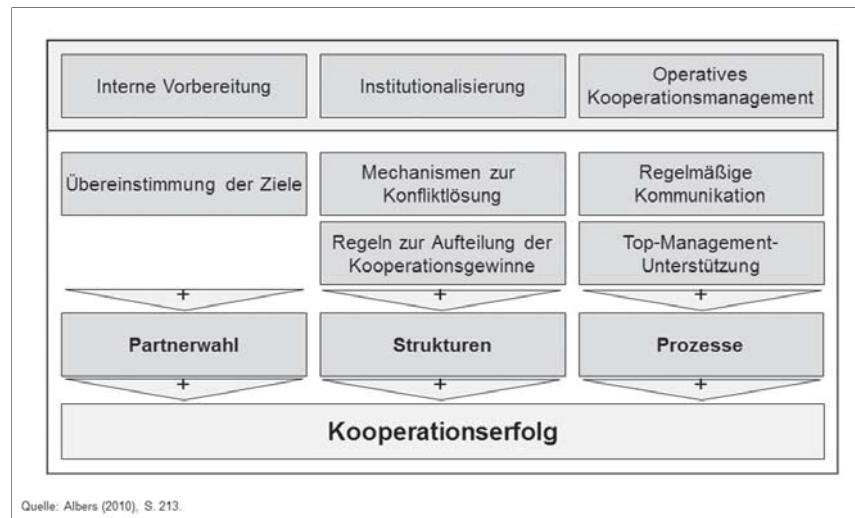 Interne Vorbereitung
Institutionalisierung
Operatives
Kooperationsmanagement
Übereinstimmung der Ziele
Mechanismen zur
Konfliktlösung
Regelmäßige
Kommunikation
Regeln zur Aufteilung der
Kooperationsgewinne
Top-Management-
Unterstützung
+
+
+
Partnerwahl
Strukturen
Prozesse
+
+
+
Kooperationserfolg
Quelle: Albers (2010), S. 213.